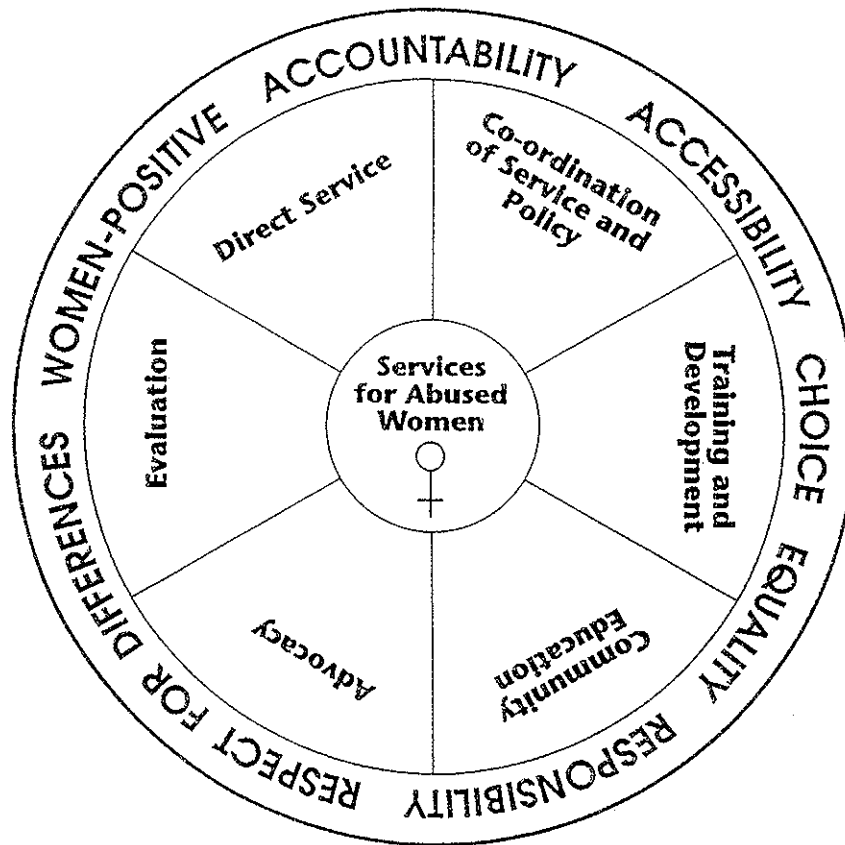 ACCOUNTABILITY
ACCESSIBILITY
CHOICE
EQUALITY
RESPONSIBILITY
RESPECT FOR DIFFERENCES
WOMEN-POSITIVE
Co-ordination
of Service and
Policy
Training and
Development
Community
Education
Advocacy
Evaluation
Direct Service
Services
for Abused
Women